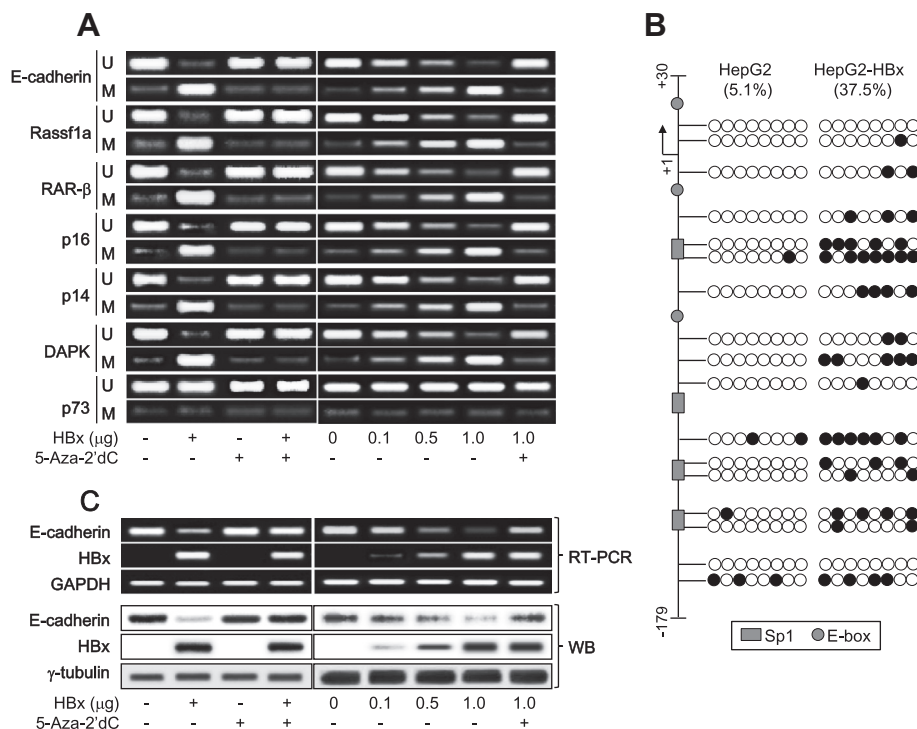 A
E-cadherin
U
M
Rassf1a
U
M
RAR-β
U
M
p16
U
M
p14
U
M
DAPK
U
M
p73
U
M
HBx (μg) - + - + 0 0.1 0.5 1.0 1.0
5-Aza-2'dC - - + + - - - - +
B
HepG2 HepG2-HBx
(5.1%) (37.5%)
+30
+1
-179
Sp1 E-box
C
E-cadherin
HBx
GAPDH
RT-PCR
E-cadherin
HBx
γ-tubulin
WB
HBx (μg) - + - + 0 0.1 0.5 1.0 1.0
5-Aza-2'dC - - + + - - - - +